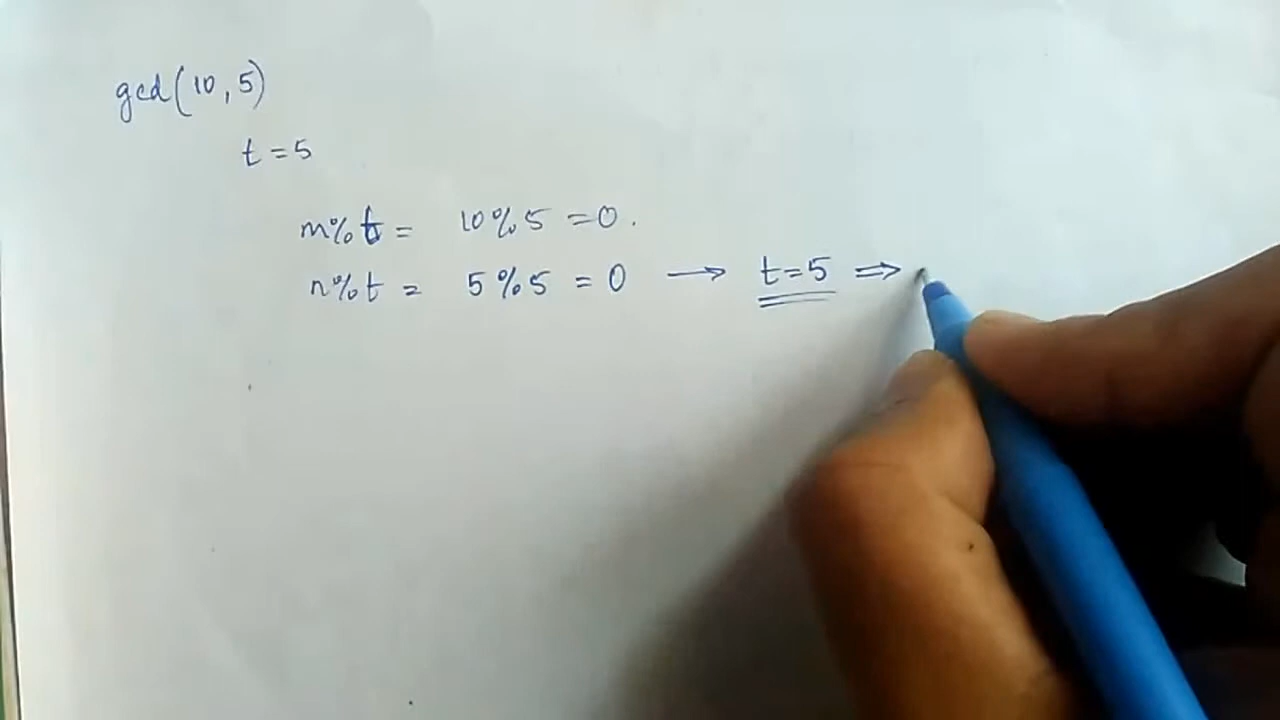 gcd(10,5)
t=5
m%t= 10%5=0.
n%t= 5%5=0 → t=5 ⇒